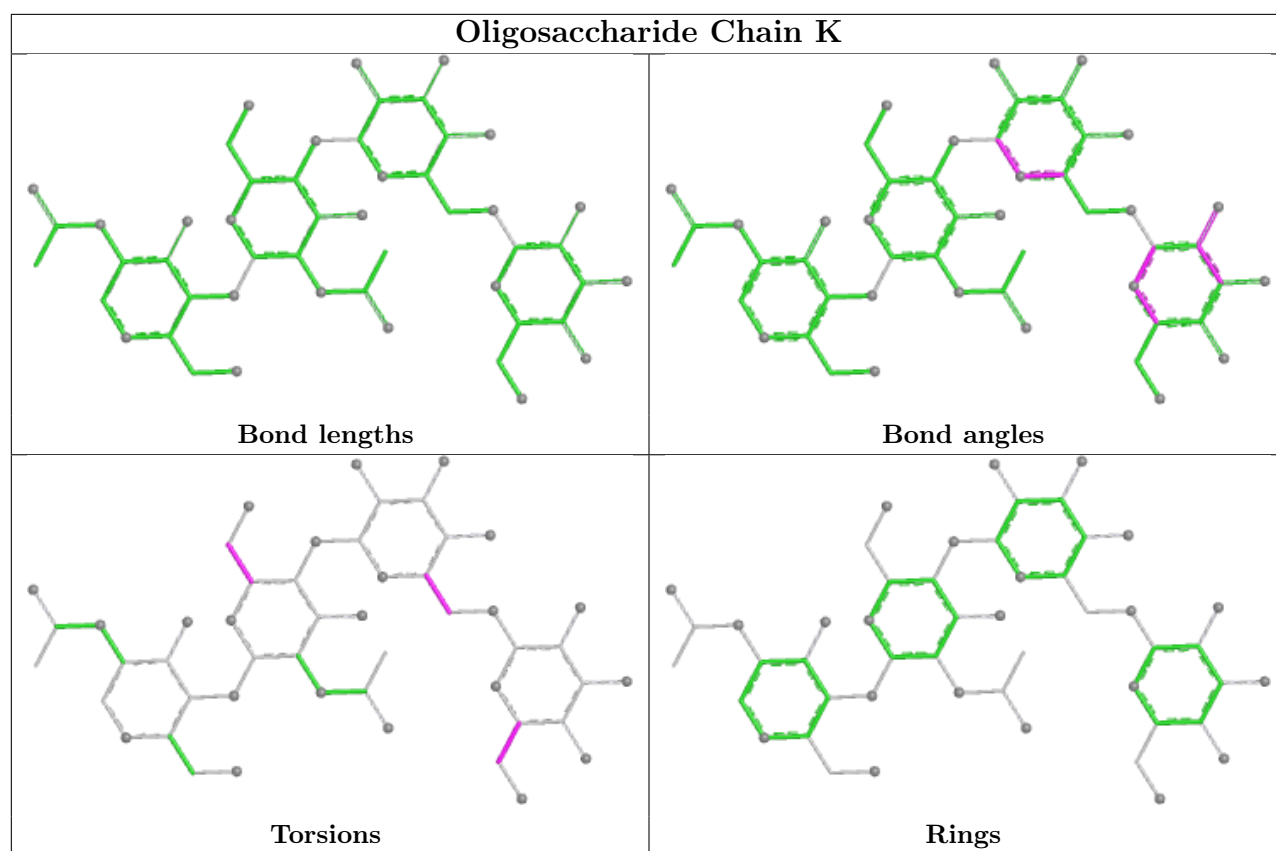 Oligosaccharide Chain K
Bond lengths
Bond angles
Torsions
Rings